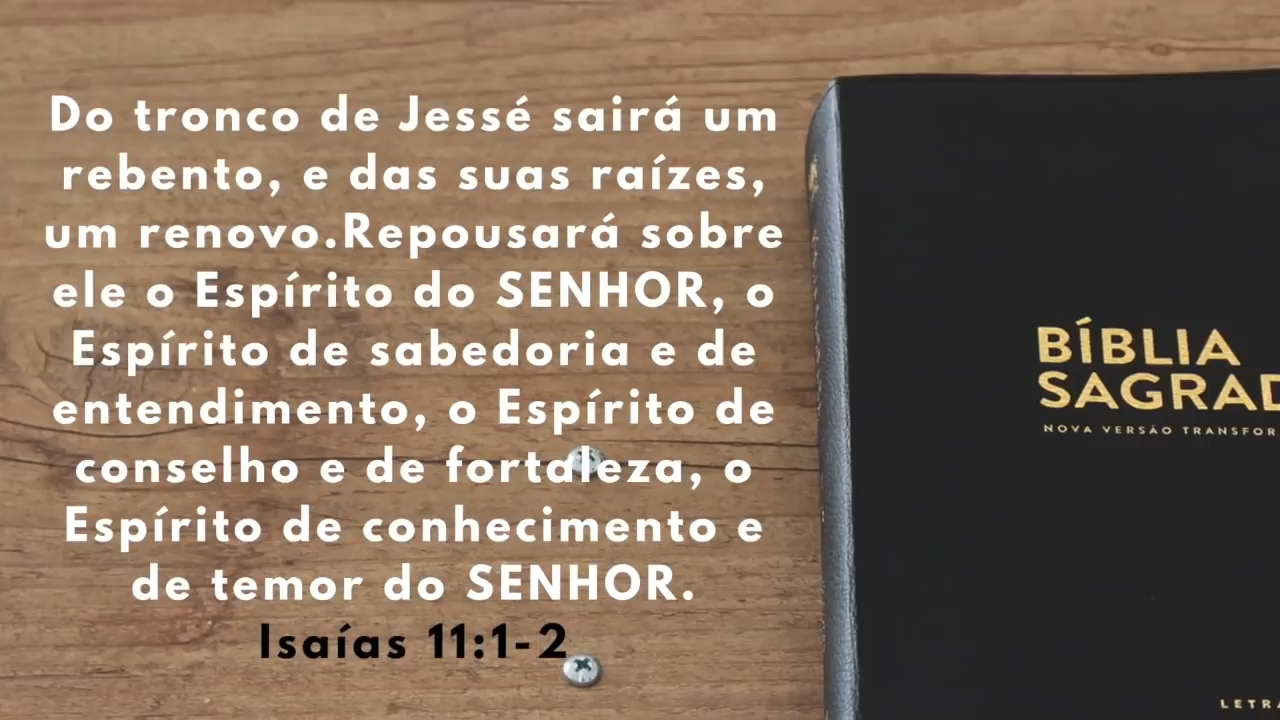 Do tronco de Jessé sairá um
rebento, e das suas raízes,
um renovo.Repousará sobre
ele o Espírito do SENHOR, o
Espírito de sabedoria e de
entendimento, o Espírito de
conselho e de fortaleza, o
Espírito de conhecimento e
de temor do SENHOR.
Isaías 11:1-2
BÍBLIA
SAGRAD
NOVA VERSÃO TRANSFOR
LETRA